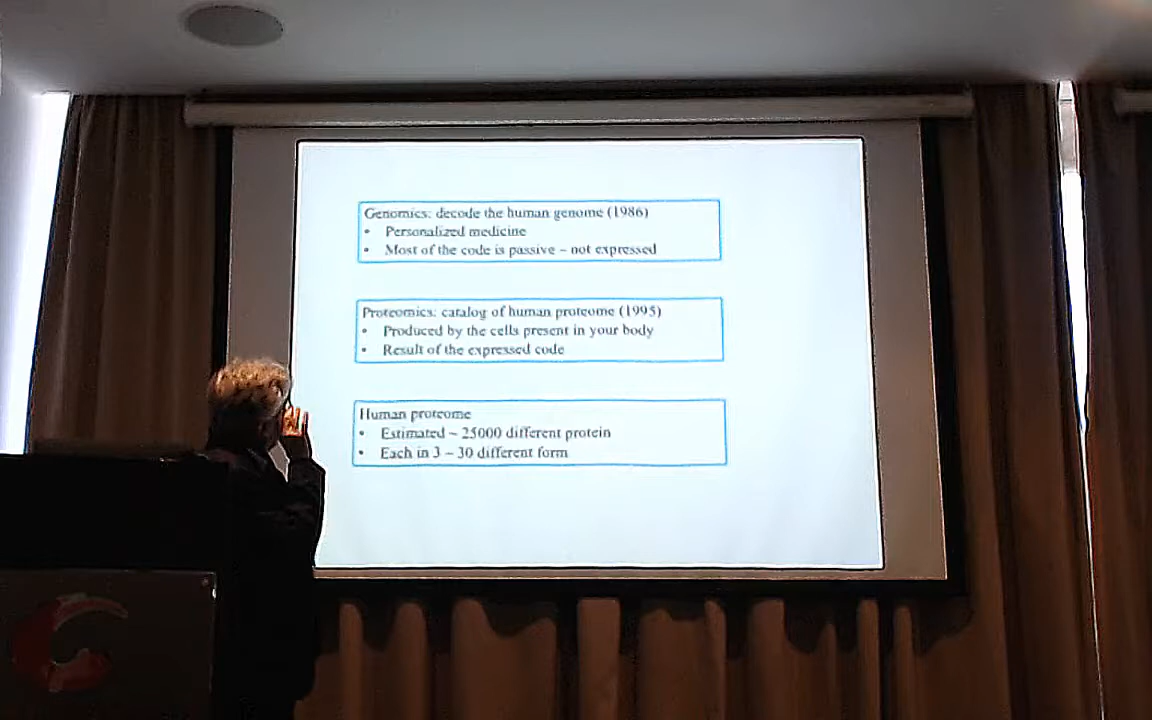 Genomics: decode the human genome (1986)
• Personalized medicine
• Most of the code is passive – not expressed
Proteomics: catalog of human proteome (1995)
• Produced by the cells present in your body
• Result of the expressed code
Human proteome
• Estimated ~ 25000 different protein
• Each in 3 – 30 different form